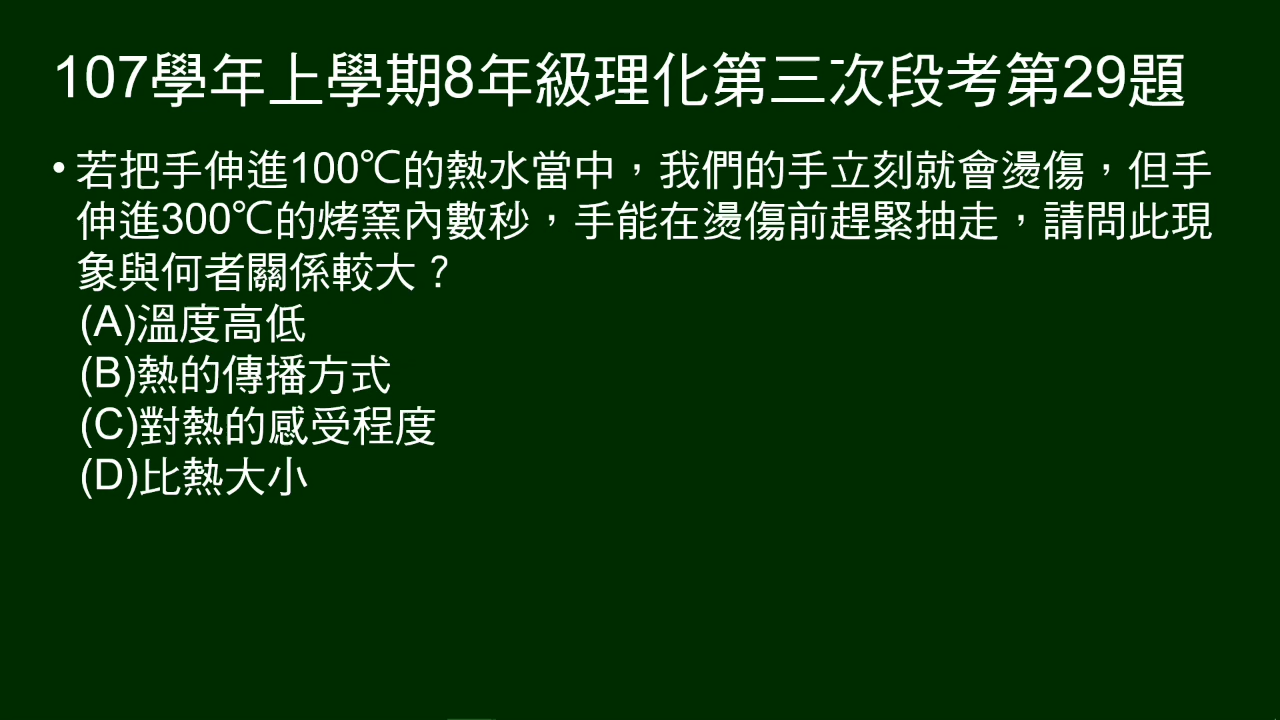 107學年上學期8年級理化第三次段考第29題
• 若把手伸進100℃的熱水當中，我們的手立刻就會燙傷，但手
伸進300℃的烤窯內數秒，手能在燙傷前趕緊抽走，請問此現
象與何者關係較大？
(A)溫度高低
(B)熱的傳播方式
(C)對熱的感受程度
(D)比熱大小